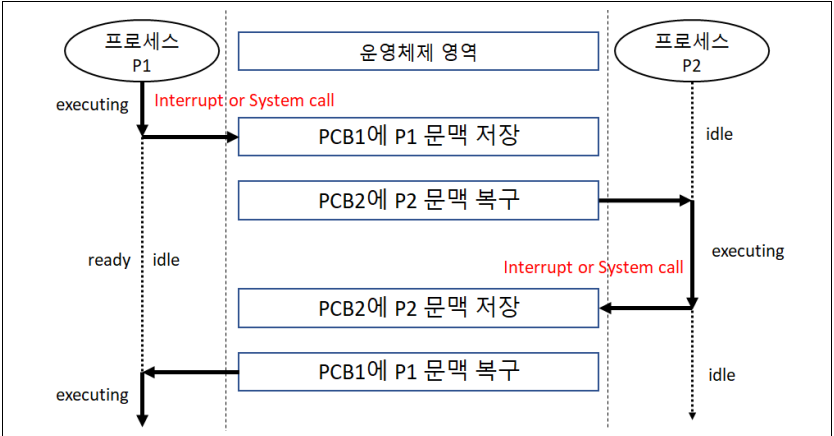 프로세스
P1
운영체제 영역
프로세스
P2
executing
Interrupt or System call
PCB1에 P1 문맥 저장
idle
PCB2에 P2 문맥 복구
ready
idle
executing
Interrupt or System call
PCB2에 P2 문맥 저장
PCB1에 P1 문맥 복구
idle
executing